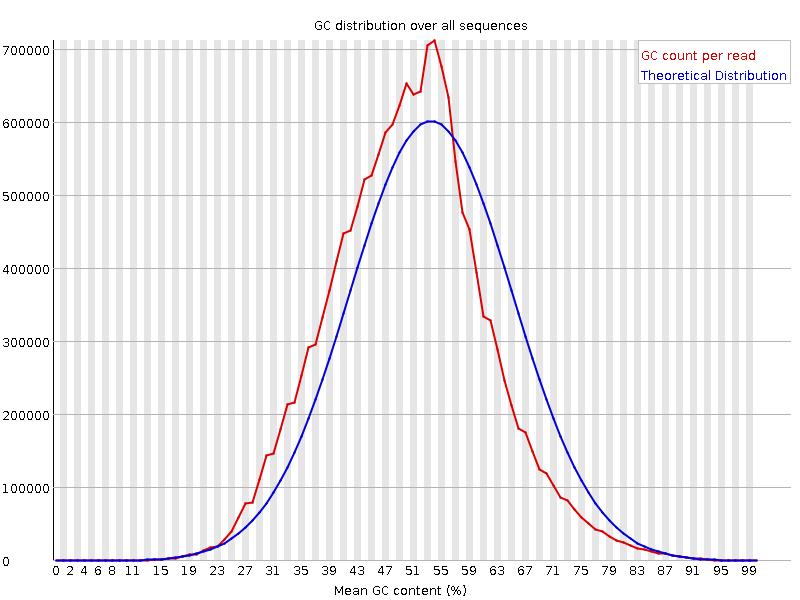 GC distribution over all sequences
GC count per read
Theoretical Distribution
700000
600000
500000
400000
300000
200000
100000
0
0 2 4 6 8 11 15 19 23 27 31 35 39 43 47 51 55 59 63 67 71 75 79 83 87 91 95 99
Mean GC content (%)